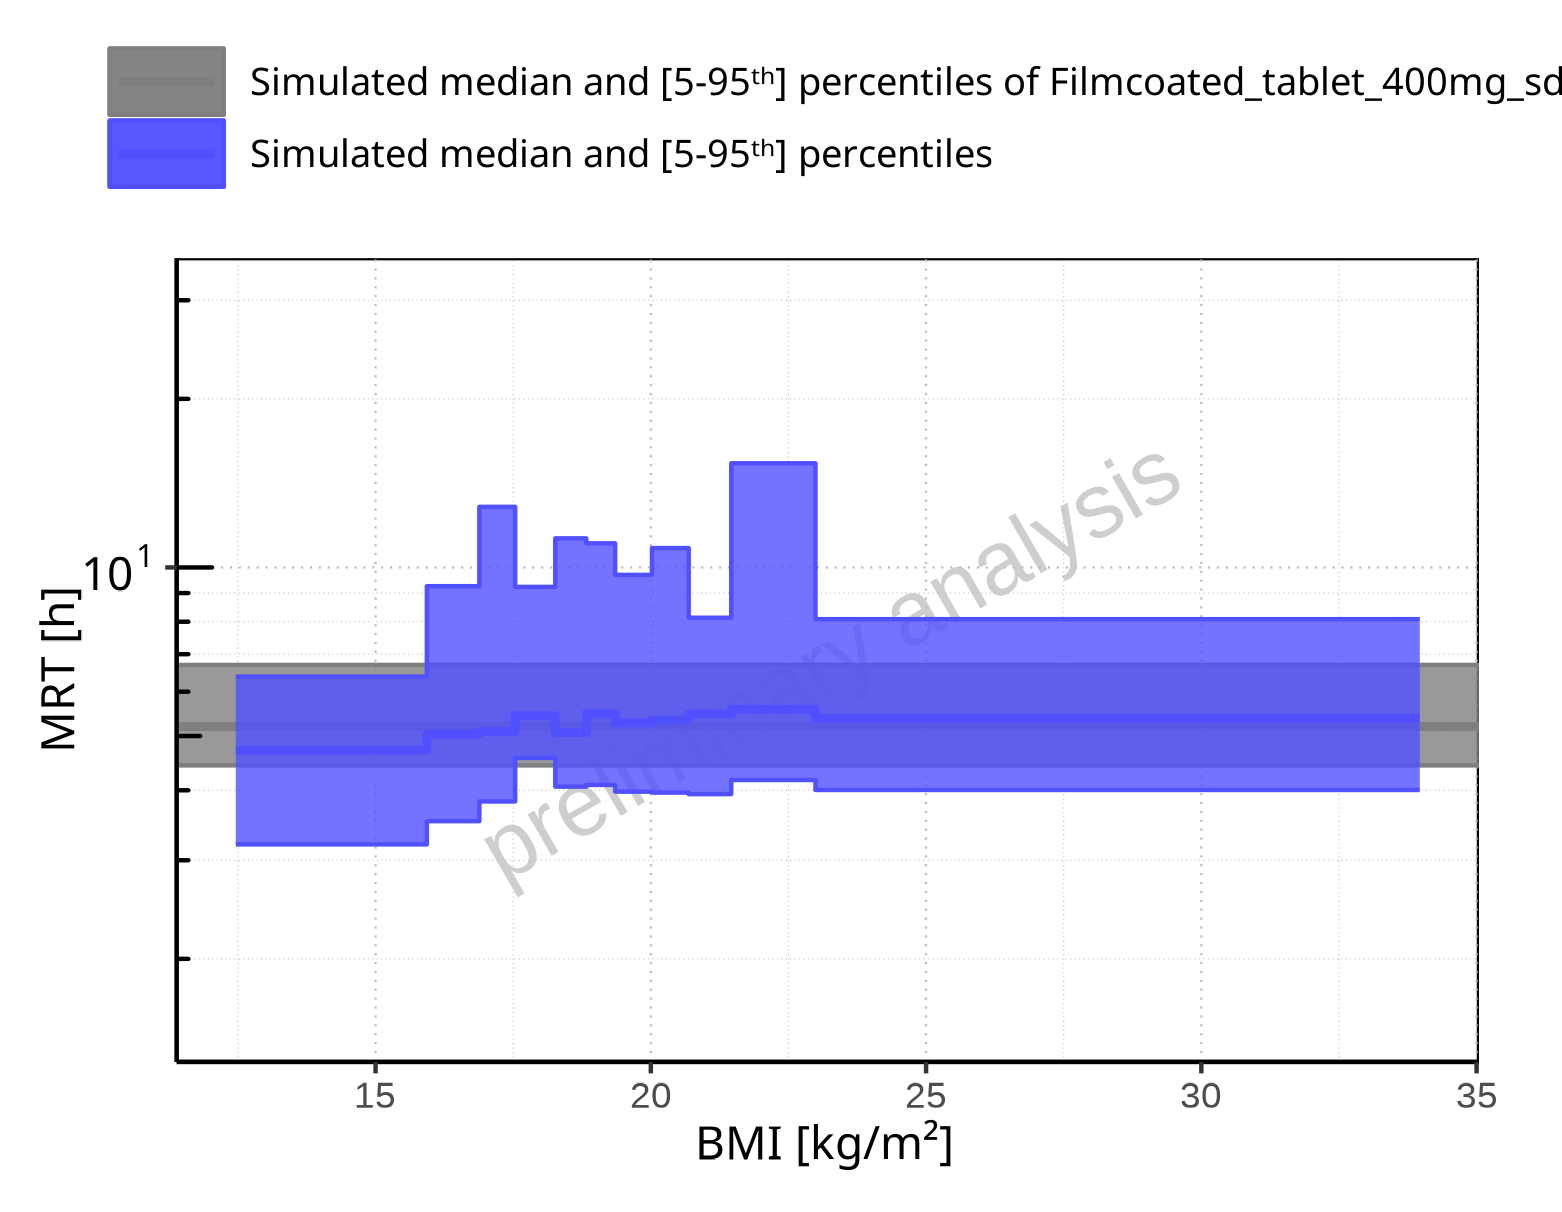 Simulated median and [5-95ᵗʰ] percentiles of Filmcoated_tablet_400mg_sd
Simulated median and [5-95ᵗʰ] percentiles
10¹
MRT [h]
preliminary analysis
15 20 25 30 35
BMI [kg/m²]